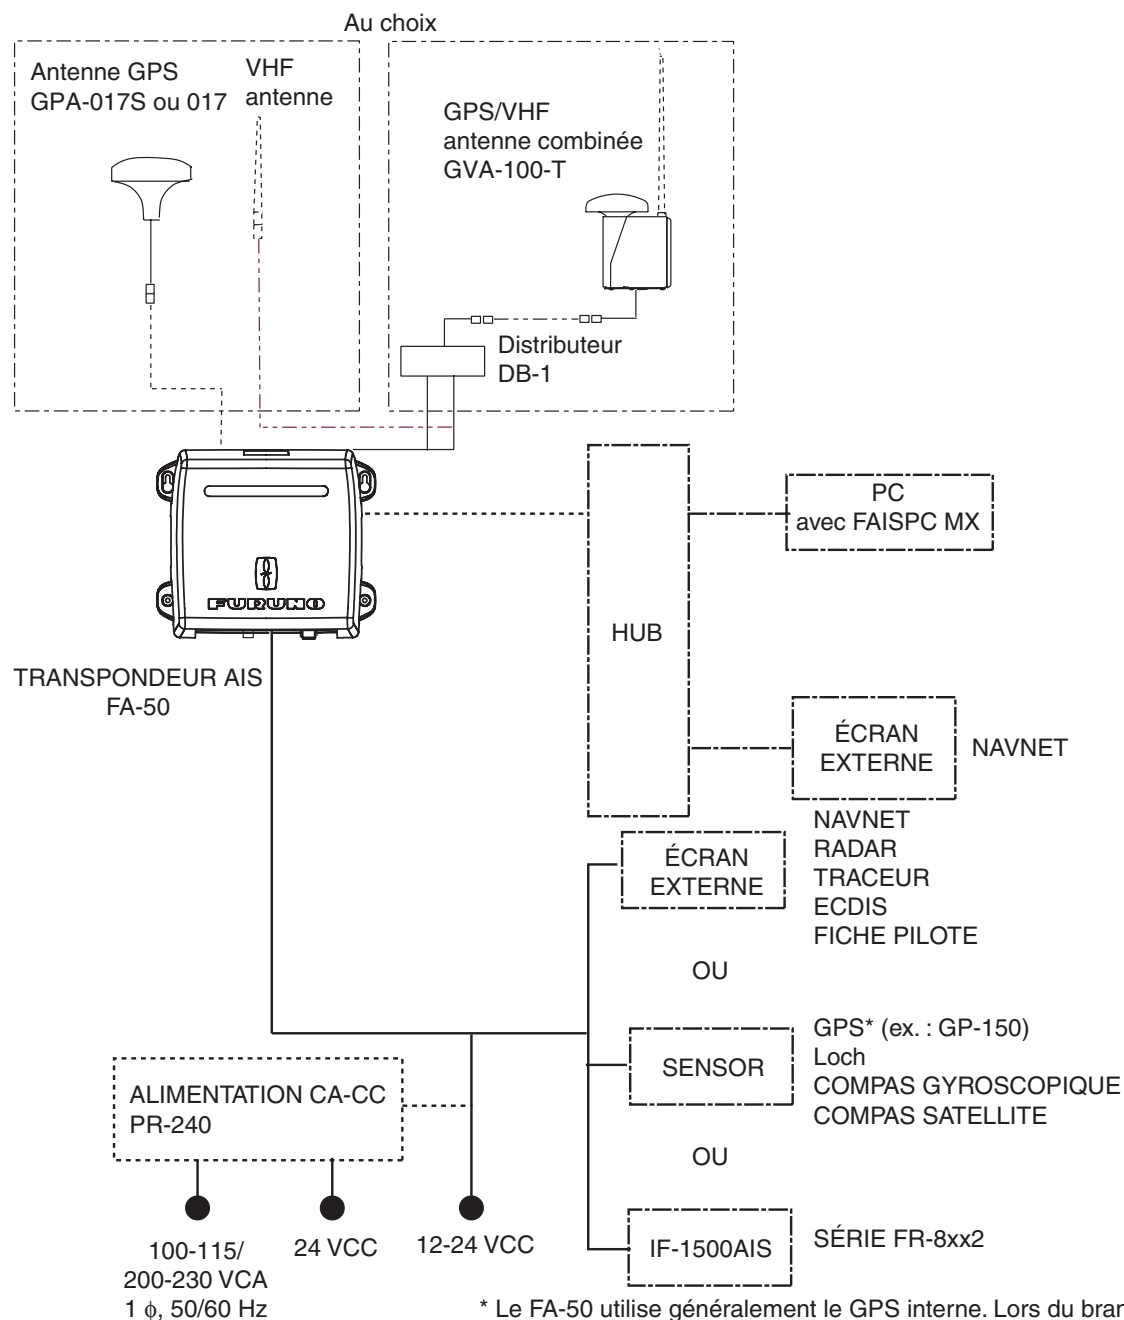 Au choix
Antenne GPS
GPA-017S ou 017
VHF
antenne
GPS/VHF
antenne combinée
GVA-100-T
Distributeur
DB-1
FURUNO
TRANSPONDEUR AIS
FA-50
HUB
PC
avec FAISPC MX
ÉCRAN
EXTERNE
NAVNET
ÉCRAN
EXTERNE
NAVNET
RADAR
TRACEUR
ECDIS
FICHE PILOTE
OU
SENSOR
GPS* (ex. : GP-150)
Loch
COMPAS GYROSCOPIQUE
COMPAS SATELLITE
OU
IF-1500AIS
SÉRIE FR-8xx2
ALIMENTATION CA-CC
PR-240
100-115/
200-230 VCA
1 ϕ, 50/60 Hz
24 VCC
12-24 VCC
* Le FA-50 utilise généralement le GPS interne. Lors du